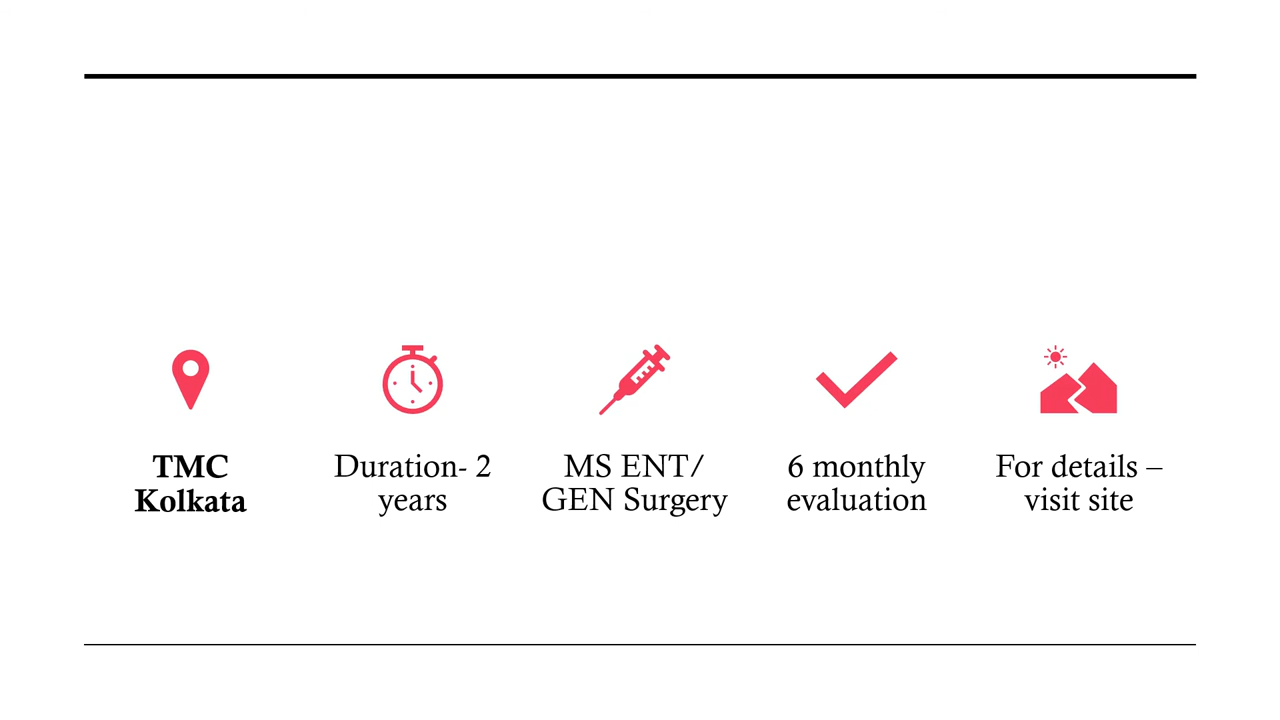 TMC
Kolkata
Duration- 2
years
MS ENT/
GEN Surgery
6 monthly
evaluation
For details –
visit site